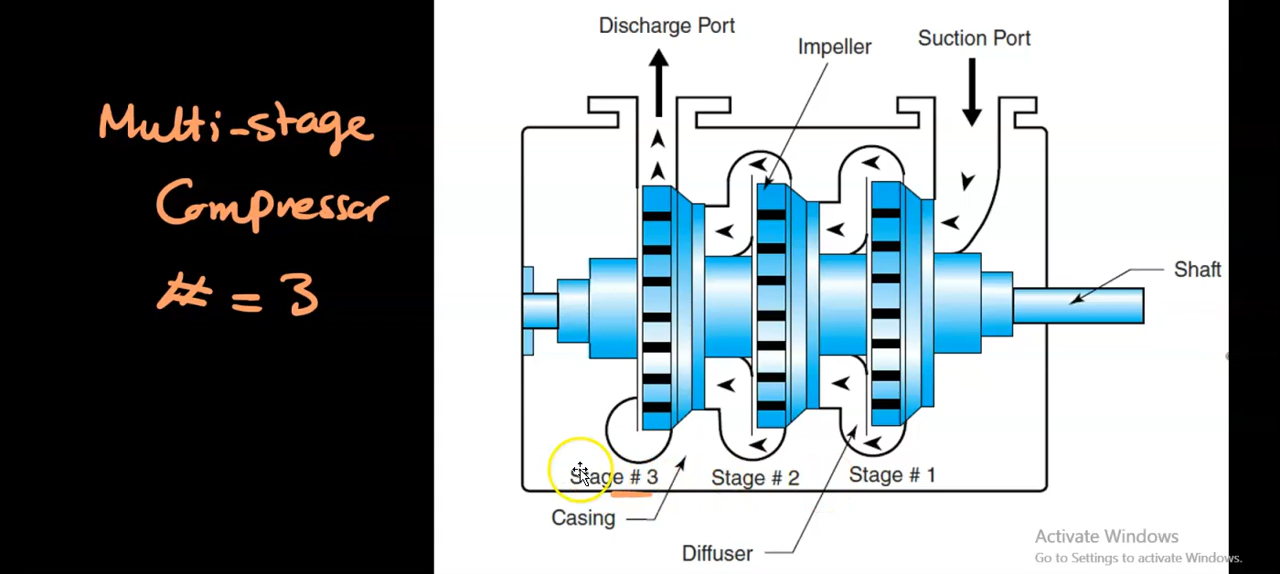 Multi-stage
Compressor
# = 3
Discharge Port
Impeller
Suction Port
Shaft
Stage # 3
Stage # 2
Stage # 1
Casing
Diffuser
Activate Windows
Go to Settings to activate Windows.